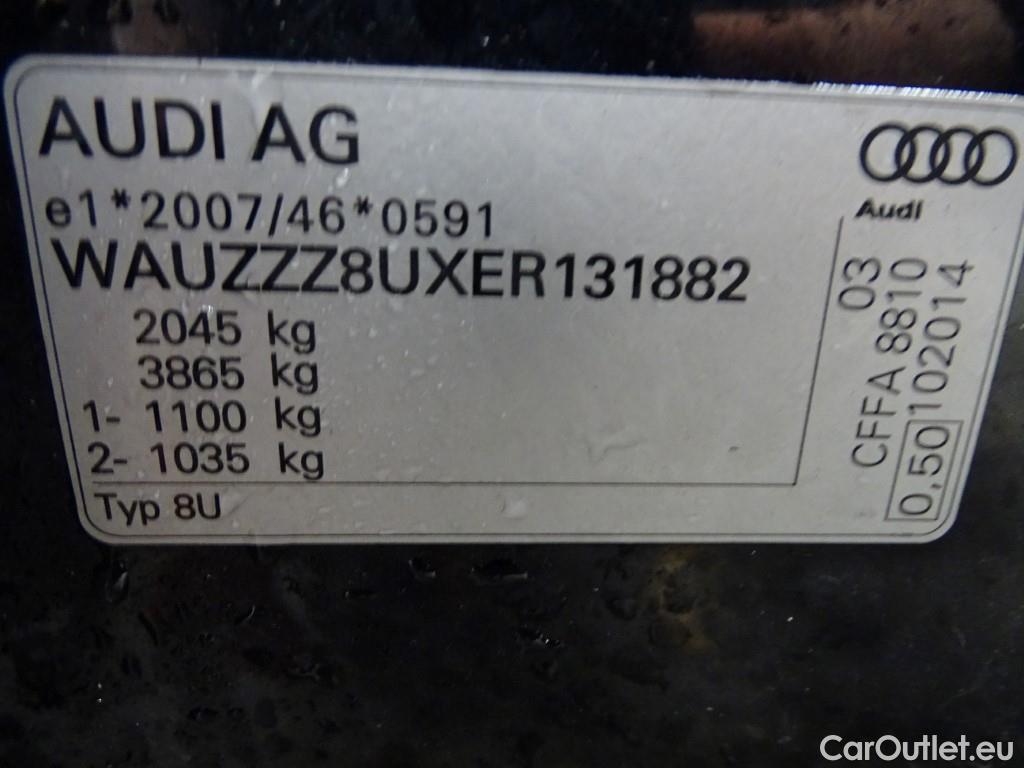 AUDI AG
e1*2007/46*0591
WAUZZZ8UXER131882
2045 kg
3865 kg
1- 1100 kg
2- 1035 kg
Typ 8U
Audi
03
CFFA 8810
0,50 102014
CarOutlet.eu